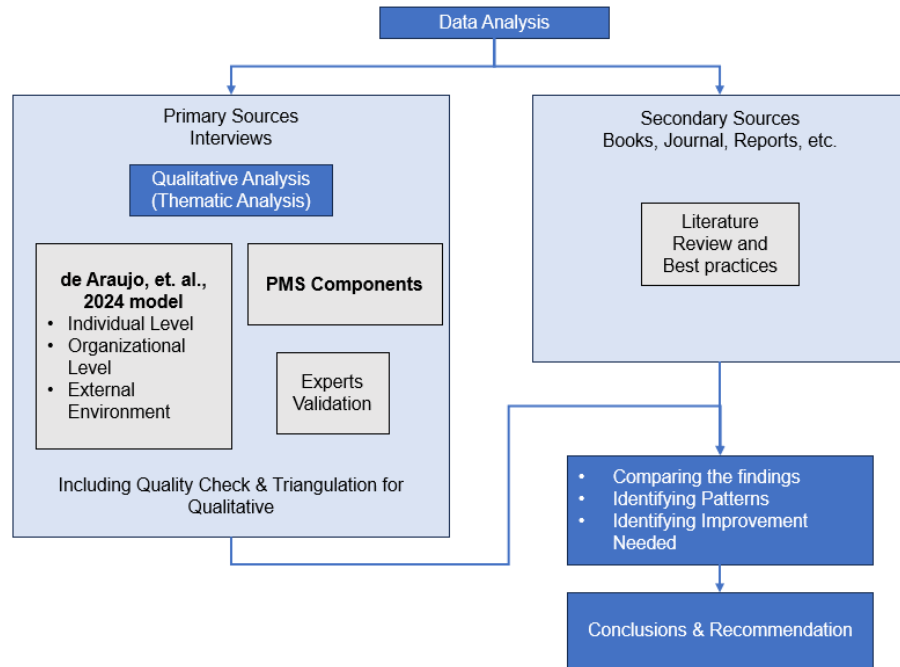 Data Analysis
Primary Sources
Interviews
Qualitative Analysis
(Thematic Analysis)
de Araujo, et. al.,
2024 model
• Individual Level
• Organizational
Level
• External
Environment
PMS Components
Experts
Validation
Including Quality Check & Triangulation for
Qualitative
Secondary Sources
Books, Journal, Reports, etc.
Literature
Review and
Best practices
• Comparing the findings
• Identifying Patterns
• Identifying Improvement
Needed
Conclusions & Recommendation